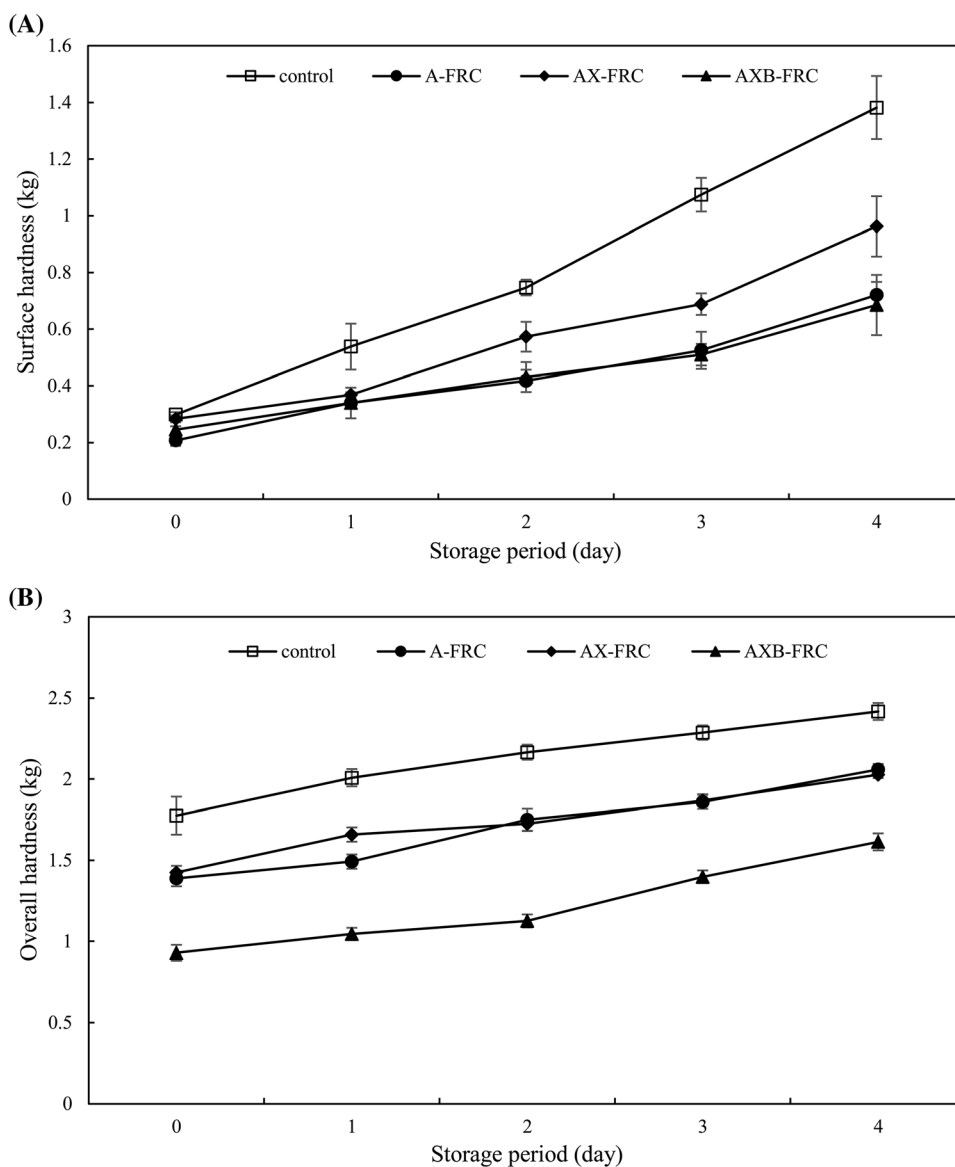 (A)
1.6
control A-FRC AX-FRC AXB-FRC
1.4
1.2
1
0.8
0.6
0.4
0.2
0
Surface hardness (kg)
0 1 2 3 4
Storage period (day)
(B)
3
control A-FRC AX-FRC AXB-FRC
2.5
2
1.5
1
0.5
0
Overall hardness (kg)
0 1 2 3 4
Storage period (day)